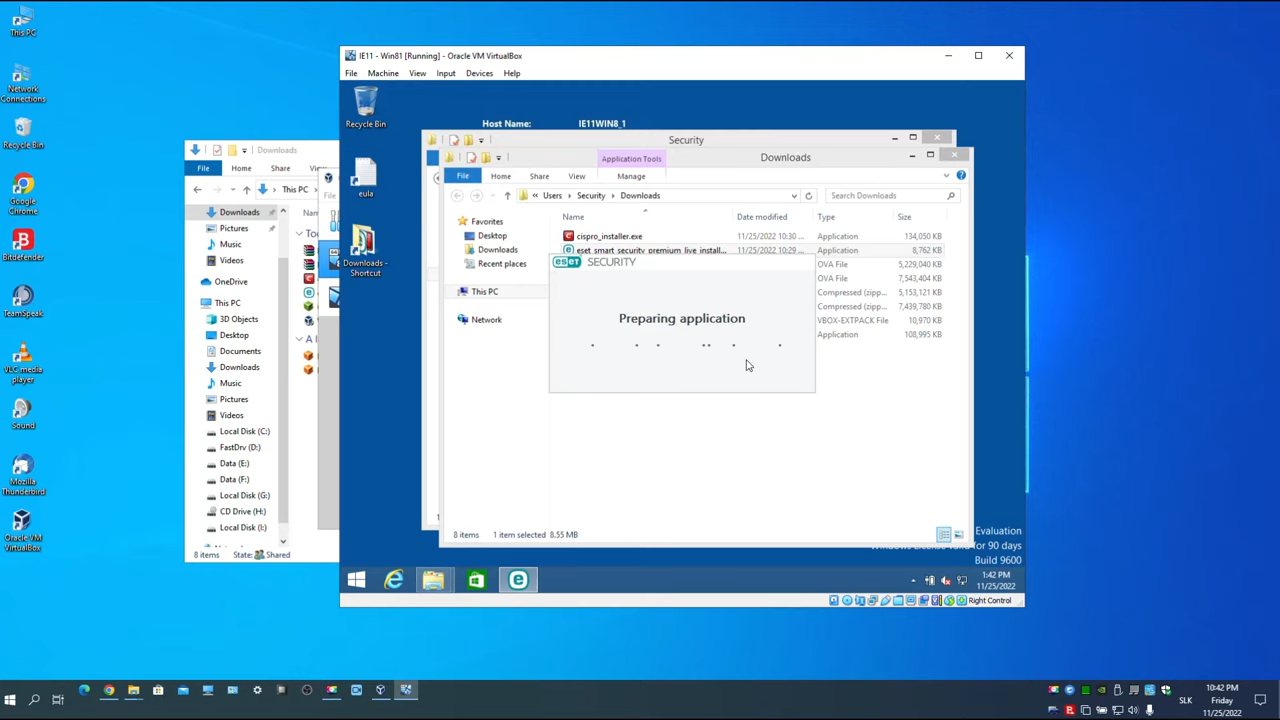 This PC
Network
Connections
Recycle Bin
Google
Chrome
Bitdefender
TeamSpeak
VLC media
player
Sound
Mozilla
Thunderbird
Oracle VM
VirtualBox
Downloads
File
Home
Share
This PC
Downloads
Pictures
Music
Videos
OneDrive
This PC
3D Objects
Desktop
Documents
Downloads
Music
Pictures
Videos
Local Disk (C:)
FastDrv (D:)
Data (E:)
Data (F:)
Local Disk (G:)
CD Drive (H:)
Local Disk (I:)
8 items
State:
Shared
IE11 - Win81 [Running] - Oracle VM VirtualBox
File Machine View Input Devices Help
Recycle Bin
eula
Downloads -
Shortcut
Host Name:
IE11WIN8_1
Security
Application Tools
Downloads
File
Home
Share
View
Manage
Users
Security
Downloads
Search Downloads
Favorites
Desktop
Downloads
Recent places
This PC
Network
Name
Date modified
Type
Size
cispro_installer.exe
11/25/2022 10:30 ...
Application
134,050 KB
eset_smart_security_premium_live_install...
11/25/2022 10:29 ...
Application
8,762 KB
OVA File
5,229,040 KB
OVA File
7,543,404 KB
Compressed (zipp...
5,153,121 KB
Compressed (zipp...
7,439,780 KB
VBOX-EXTPACK File
10,970 KB
Application
108,995 KB
eset SECURITY
Preparing application
8 items
1 item selected 8.55 MB
Evaluation
for 90 days
Build 9600
1:42 PM
11/25/2022
Right Control
SLK
10:42 PM
Friday
11/25/2022